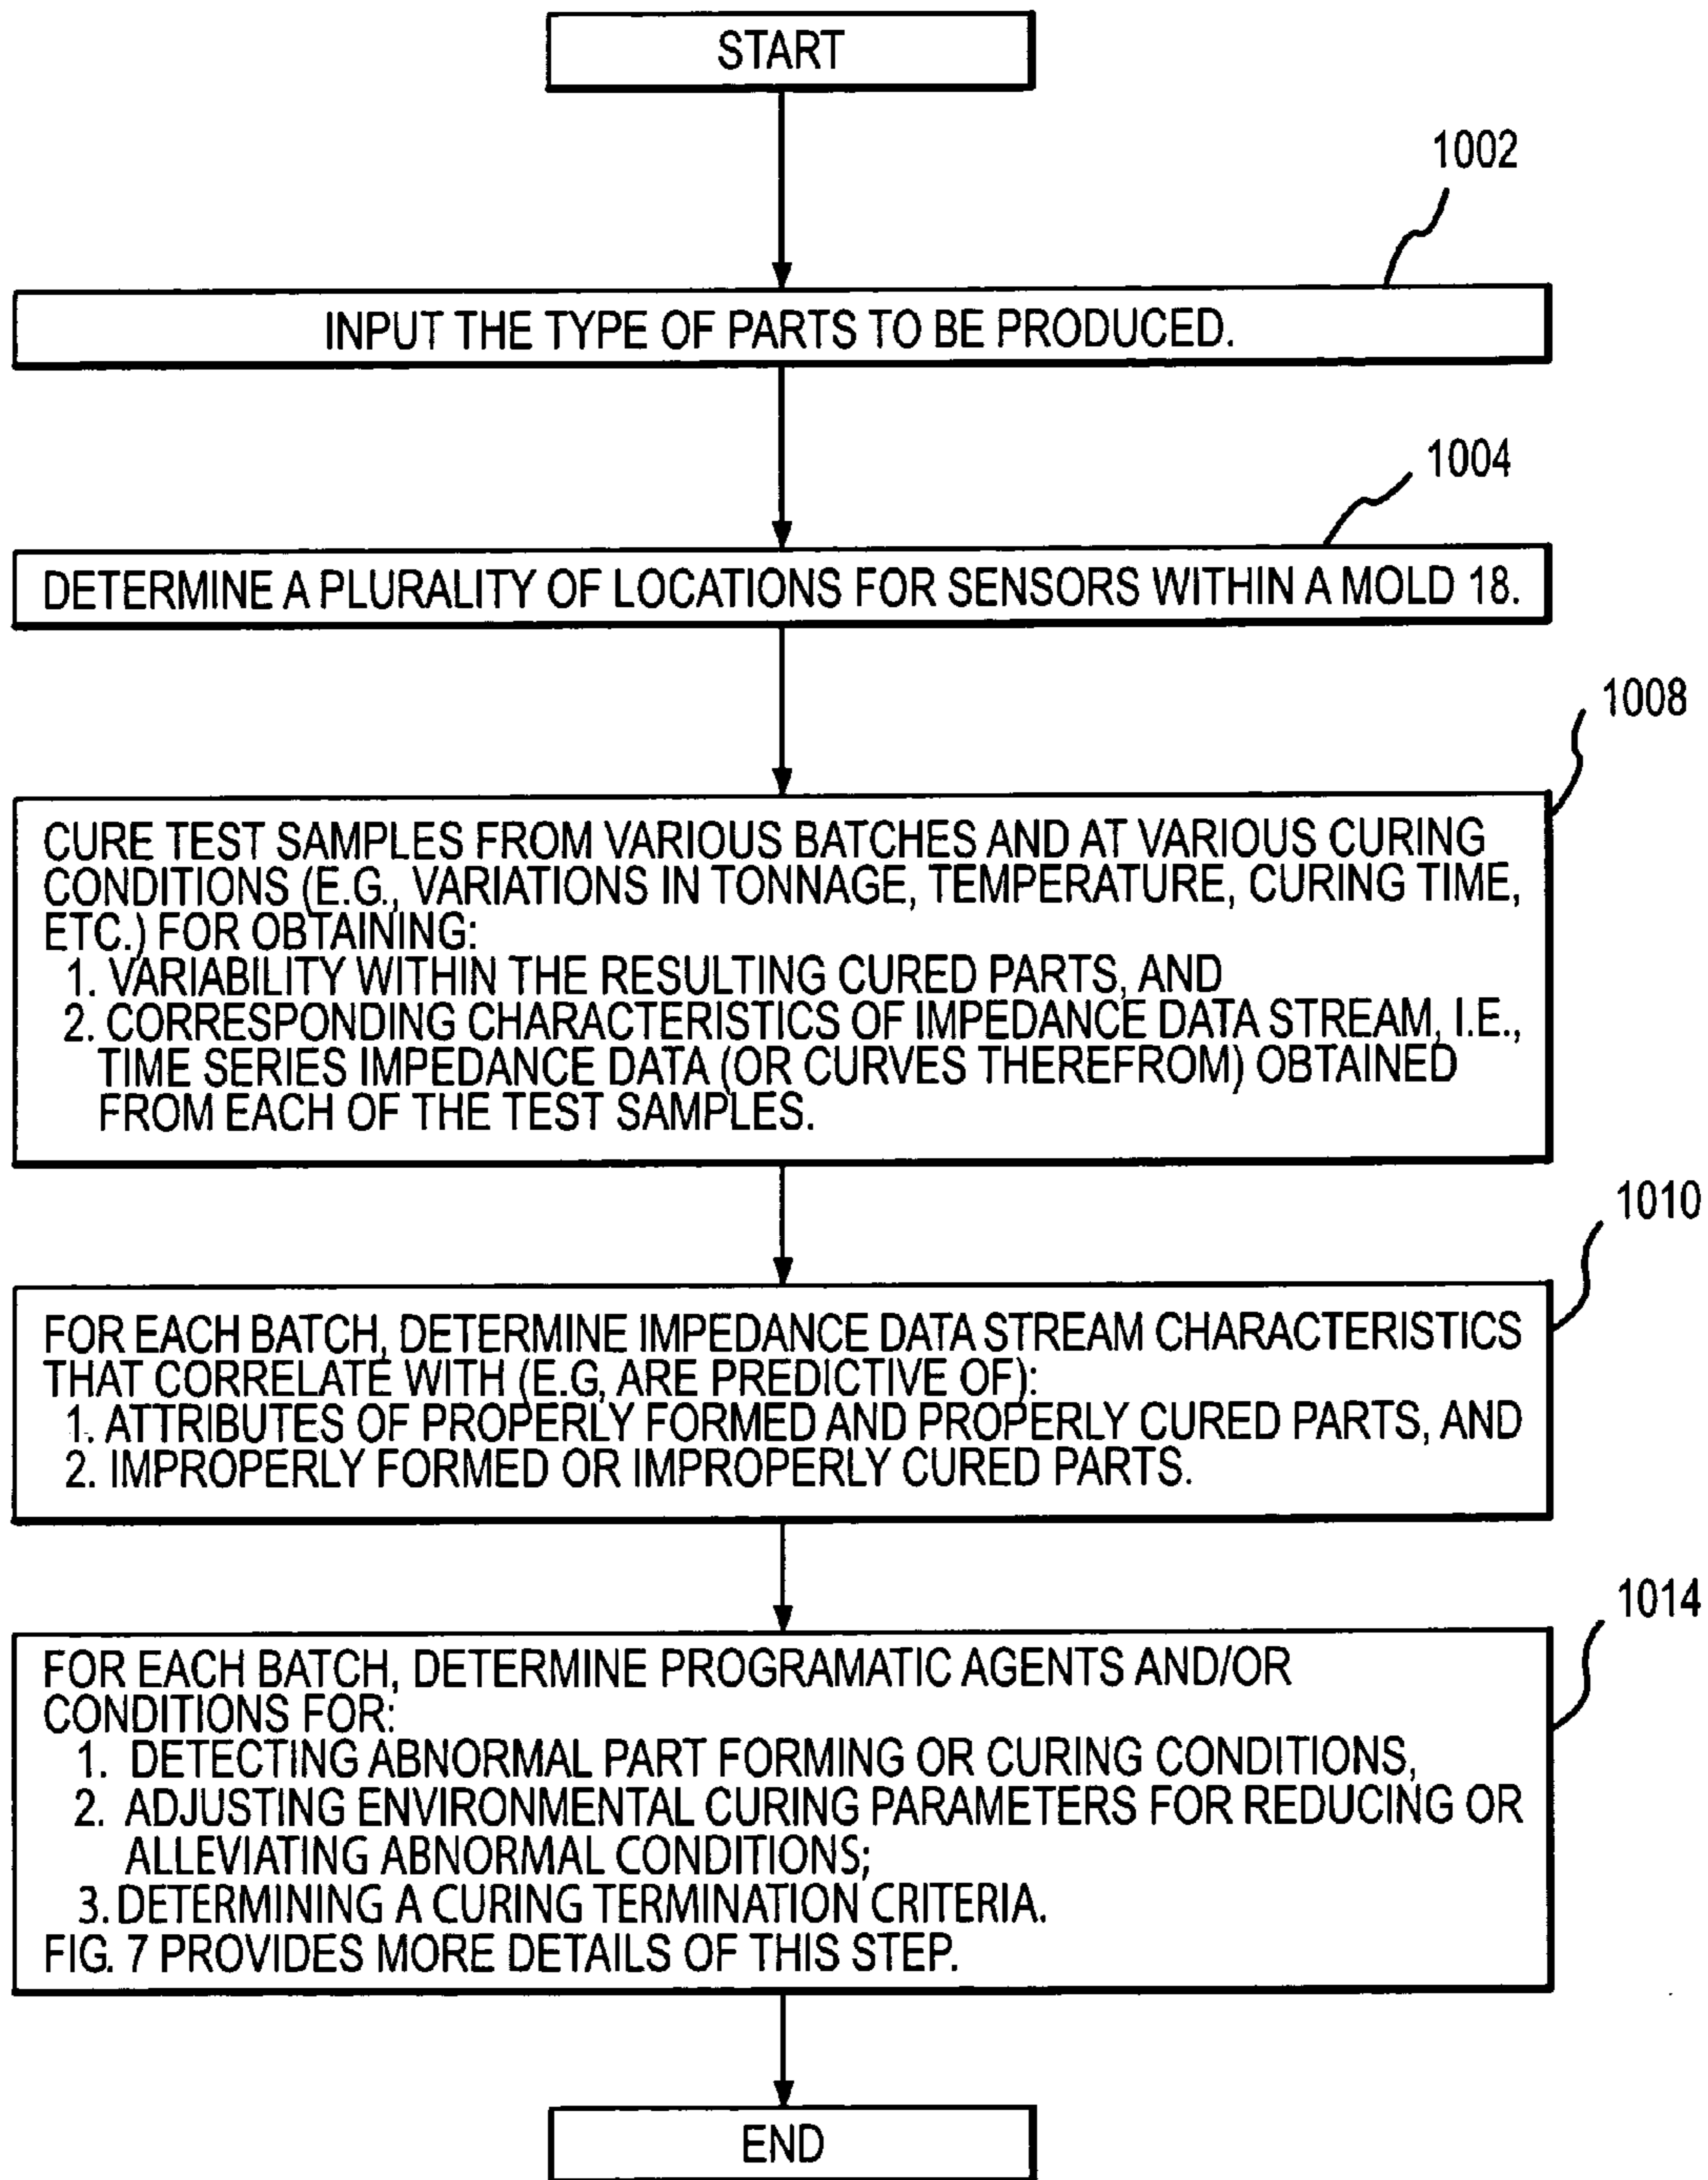 START
1002
INPUT THE TYPE OF PARTS TO BE PRODUCED.
1004
DETERMINE A PLURALITY OF LOCATIONS FOR SENSORS WITHIN A MOLD 18.
1008
CURE TEST SAMPLES FROM VARIOUS BATCHES AND AT VARIOUS CURING
CONDITIONS (E.G., VARIATIONS IN TONNAGE, TEMPERATURE, CURING TIME,
ETC.) FOR OBTAINING:
1. VARIABILITY WITHIN THE RESULTING CURED PARTS, AND
2. CORRESPONDING CHARACTERISTICS OF IMPEDANCE DATA STREAM, I.E.,
TIME SERIES IMPEDANCE DATA (OR CURVES THEREFROM) OBTAINED
FROM EACH OF THE TEST SAMPLES.
1010
FOR EACH BATCH, DETERMINE IMPEDANCE DATA STREAM CHARACTERISTICS
THAT CORRELATE WITH (E.G, ARE PREDICTIVE OF):
1. ATTRIBUTES OF PROPERLY FORMED AND PROPERLY CURED PARTS, AND
2. IMPROPERLY FORMED OR IMPROPERLY CURED PARTS.
1014
FOR EACH BATCH, DETERMINE PROGRAMATIC AGENTS AND/OR
CONDITIONS FOR:
1. DETECTING ABNORMAL PART FORMING OR CURING CONDITIONS,
2. ADJUSTING ENVIRONMENTAL CURING PARAMETERS FOR REDUCING OR
ALLEVIATING ABNORMAL CONDITIONS;
3. DETERMINING A CURING TERMINATION CRITERIA.
FIG. 7 PROVIDES MORE DETAILS OF THIS STEP.
END